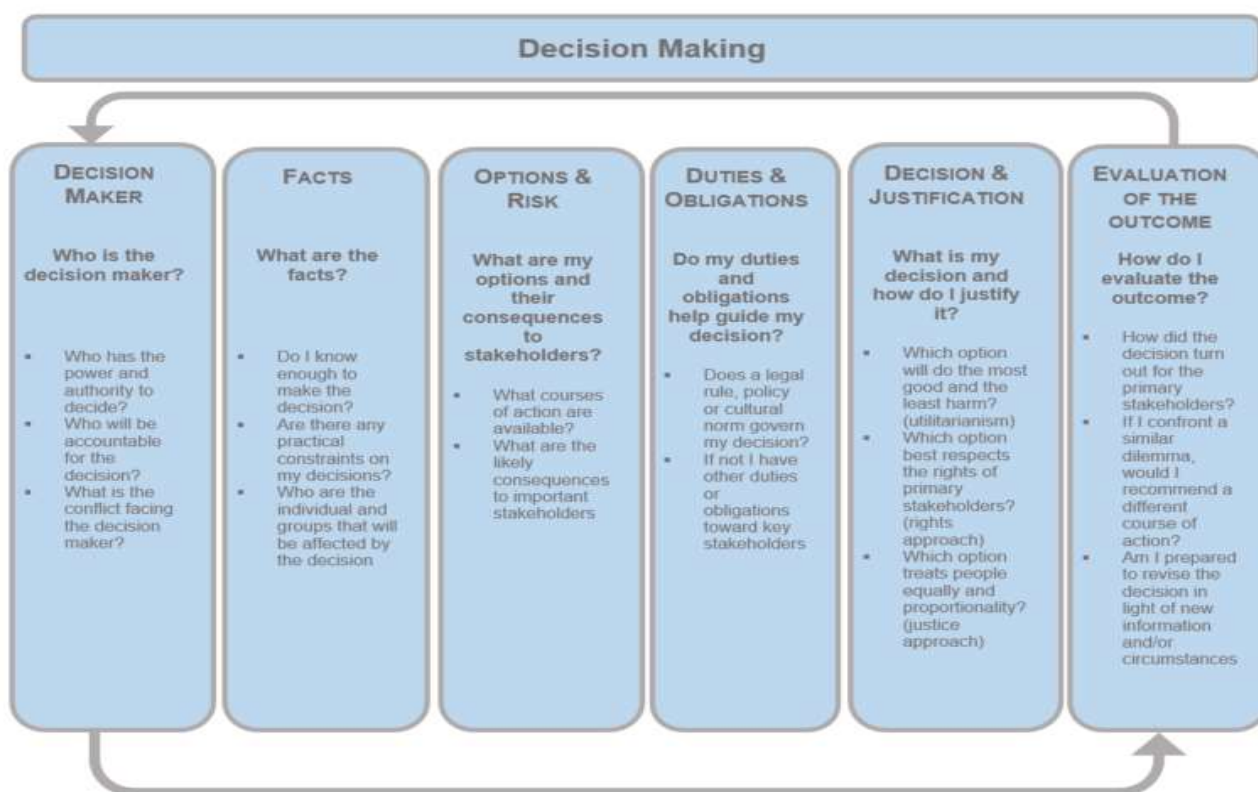 Decision Making
DECISION
MAKER
Who is the
decision maker?
▪ Who has the
power and
authority to
decide?
▪ Who will be
accountable
for the
decision?
▪ What is the
conflict facing
the decision
maker?
FACTS
What are the
facts?
▪ Do I know
enough to
make the
decision?
▪ Are there any
practical
constraints on
my decisions?
▪ Who are the
individual and
groups that will
be affected by
the decision
OPTIONS &
RISK
What are my
options and
their
consequences
to
stakeholders?
▪ What courses
of action are
available?
▪ What are the
likely
consequences
to important
stakeholders
DUTIES &
OBLIGATIONS
Do my duties
and
obligations
help guide my
decision?
▪ Does a legal
rule, policy
or cultural
norm govern
my decision?
▪ If not I have
other duties
or
obligations
toward key
stakeholders
DECISION &
JUSTIFICATION
What is my
decision and
how do I justify
it?
▪ Which option
will do the most
good and the
least harm?
(utilitarianism)
▪ Which option
best respects
the rights of
primary
stakeholders?
(rights
approach)
▪ Which option
treats people
equally and
proportionality?
(justice
approach)
EVALUATION
OF THE
OUTCOME
How do I
evaluate the
outcome?
▪ How did the
decision turn
out for the
primary
stakeholders?
▪ If I confront a
similar
dilemma,
would I
recommend a
different
course of
action?
▪ Am I prepared
to revise the
decision in
light of new
information
and/or
circumstances